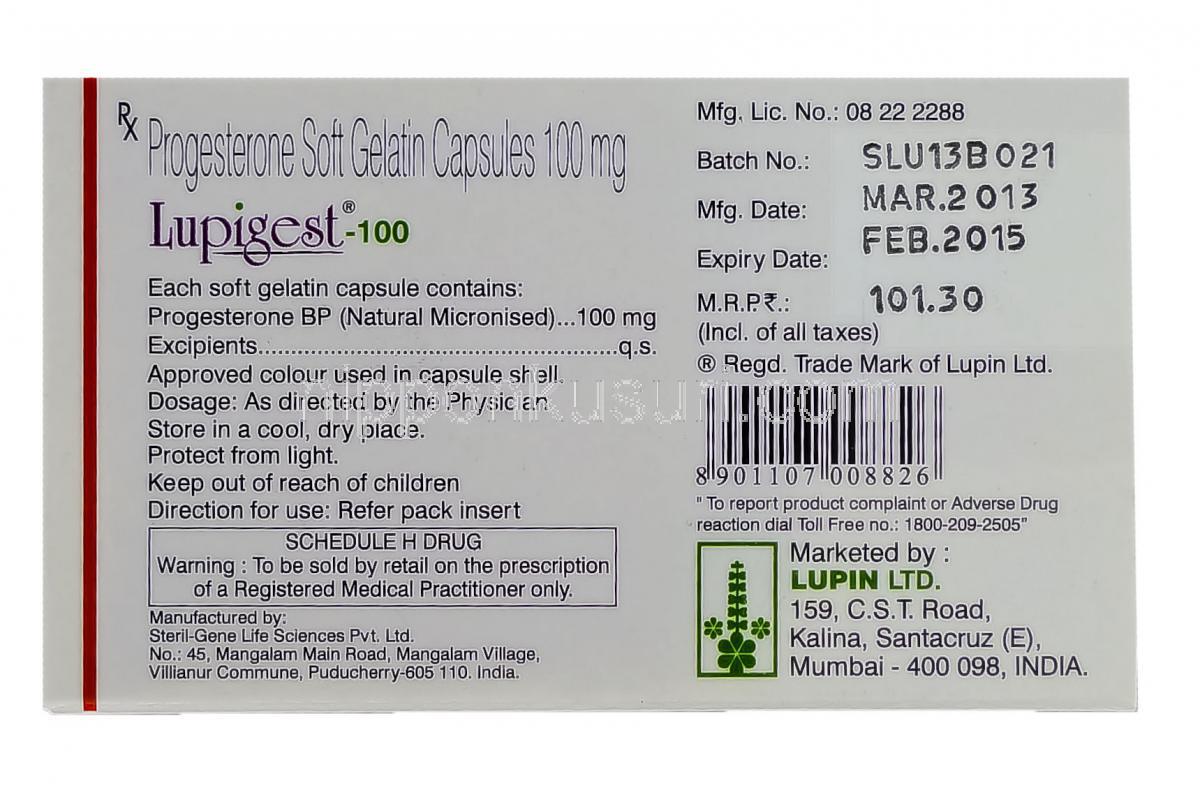 Rx Progesterone Soft Gelatin Capsules 100 mg
Lupigest®-100
Each soft gelatin capsule contains:
Progesterone BP (Natural Micronised)...100 mg
Excipients......................................................q.s.
Approved colour used in capsule shell
Dosage: As directed by the Physician
Store in a cool, dry place.
Protect from light.
Keep out of reach of children
Direction for use: Refer pack insert
SCHEDULE H DRUG
Warning : To be sold by retail on the prescription
of a Registered Medical Practitioner only.
Manufactured by:
Steril-Gene Life Sciences Pvt. Ltd.
No.: 45, Mangalam Main Road, Mangalam Village,
Villianur Commune, Puducherry-605 110. India.
Mfg. Lic. No.: 08 22 2288
Batch No.: SLU13B021
Mfg. Date: MAR.2013
Expiry Date: FEB.2015
M.R.P.₹.: 101.30
(Incl. of all taxes)
® Regd. Trade Mark of Lupin Ltd.
8 901107 008826
" To report product complaint or Adverse Drug
reaction dial Toll Free no.: 1800-209-2505"
Marketed by :
LUPIN LTD.
159, C.S.T. Road,
Kalina, Santacruz (E),
Mumbai - 400 098, INDIA.
nipponkusuri.com